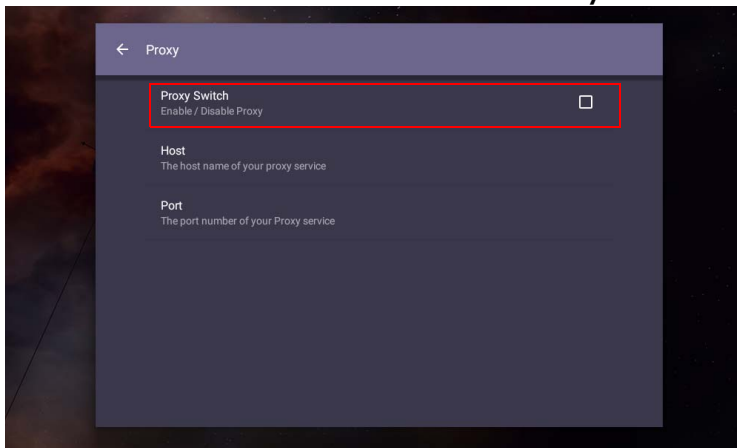 Proxy
Proxy Switch
Enable / Disable Proxy
Host
The host name of your proxy service
Port
The port number of your Proxy service